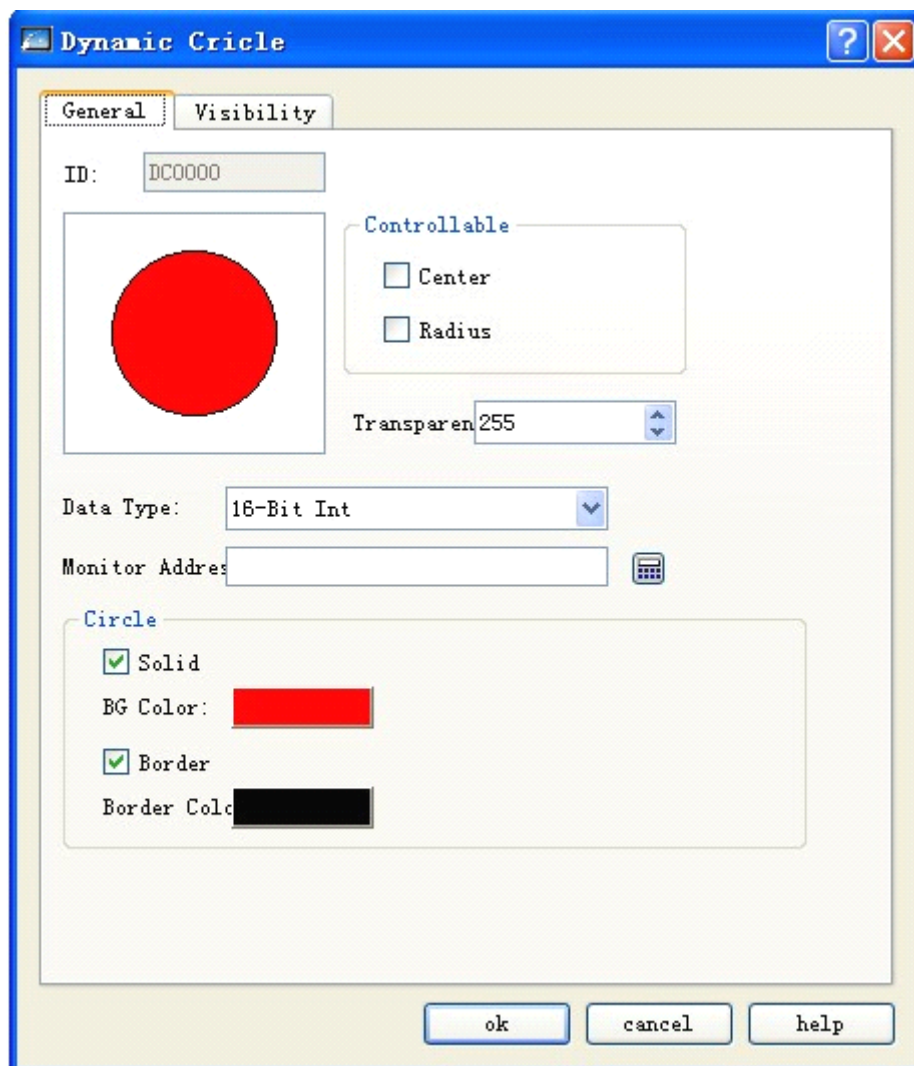 Dynamic Cricle
General Visibility
ID: DC0000
Controllable
Center
Radius
Transparen 255
Data Type: 16-Bit Int
Monitor Addres
Circle
Solid
BG Color:
Border
Border Colo
ok cancel help